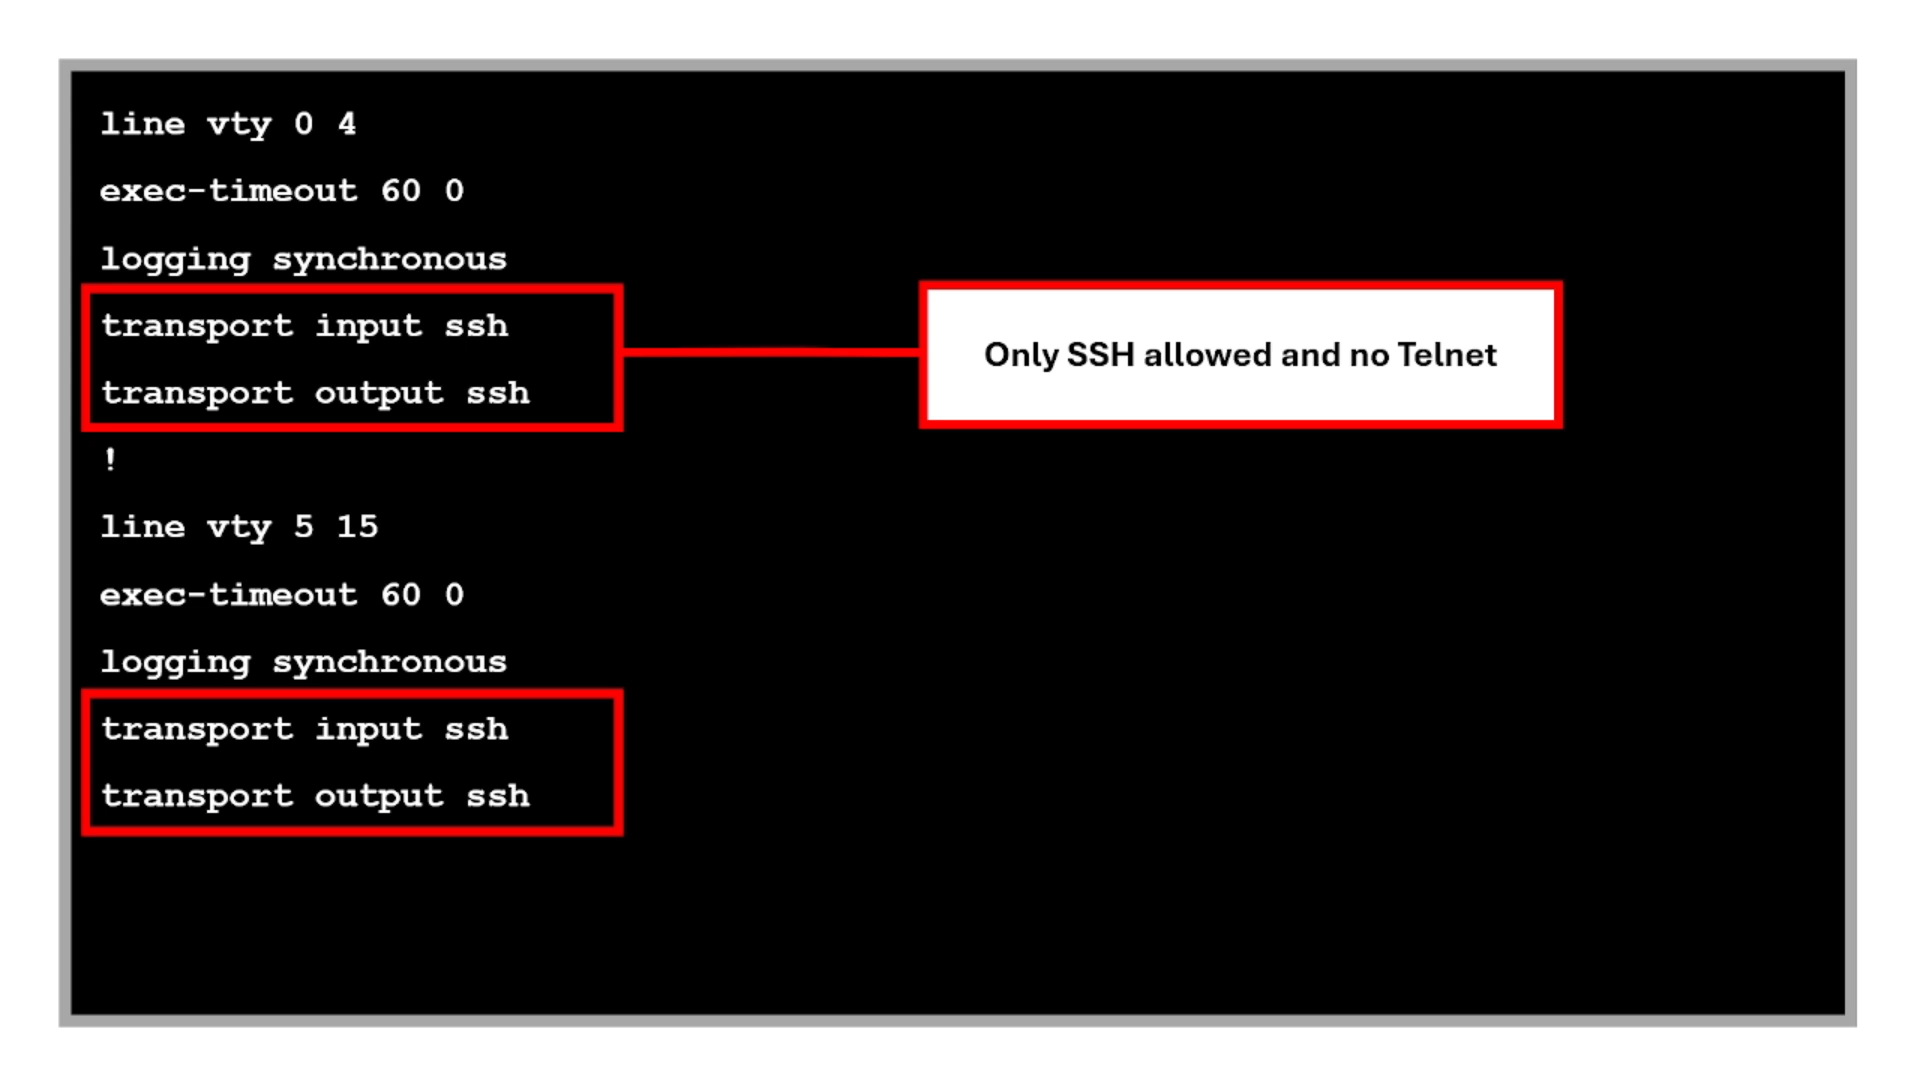 line vty 0 4
exec-timeout 60 0
logging synchronous
transport input ssh
transport output ssh
Only SSH allowed and no Telnet
!
line vty 5 15
exec-timeout 60 0
logging synchronous
transport input ssh
transport output ssh